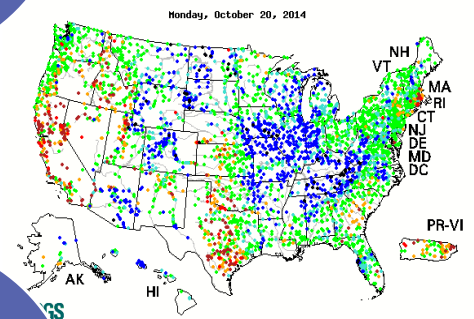 Monday, October 20, 2014
NH
VT
MA
RI
CT
NJ
DE
MD
DC
PR-VI
AK
HI
GS